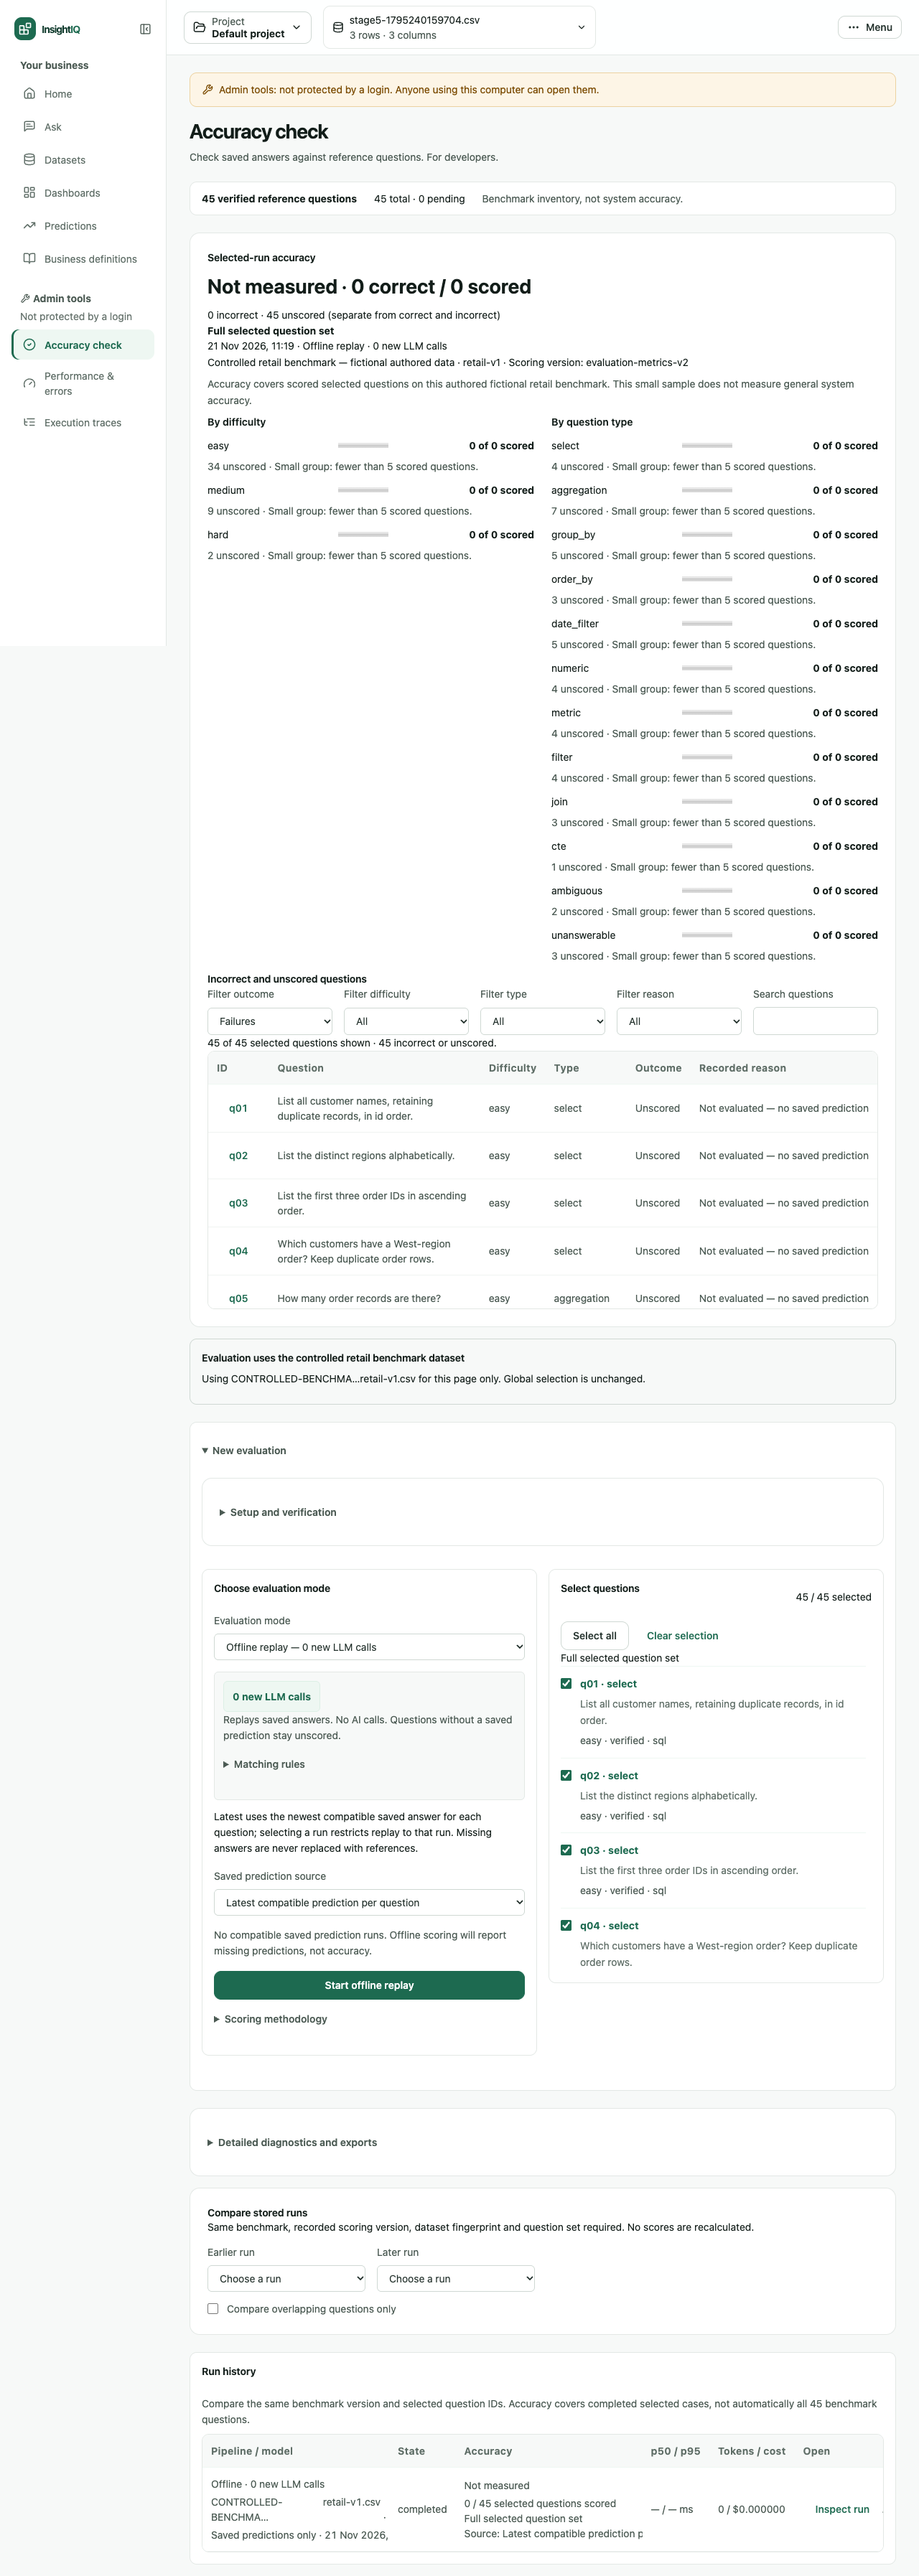 InsightIQ
Your business
Home
Ask
Datasets
Dashboards
Predictions
Business definitions
Admin tools
Not protected by a login
Accuracy check
Performance &
errors
Execution traces
Project
Default project
stage5-1795240159704.csv
3 rows · 3 columns
Menu
Admin tools: not protected by a login. Anyone using this computer can open them.
Accuracy check
Check saved answers against reference questions. For developers.
45 verified reference questions 45 total · 0 pending Benchmark inventory, not system accuracy.
Selected-run accuracy
Not measured · 0 correct / 0 scored
0 incorrect · 45 unscored (separate from correct and incorrect)
Full selected question set
21 Nov 2026, 11:19 · Offline replay · 0 new LLM calls
Controlled retail benchmark — fictional authored data · retail-v1 · Scoring version: evaluation-metrics-v2
Accuracy covers scored selected questions on this authored fictional retail benchmark. This small sample does not measure general system
accuracy.
By difficulty
easy 0 of 0 scored
34 unscored · Small group: fewer than 5 scored questions.
medium 0 of 0 scored
9 unscored · Small group: fewer than 5 scored questions.
hard 0 of 0 scored
2 unscored · Small group: fewer than 5 scored questions.
By question type
select 0 of 0 scored
4 unscored · Small group: fewer than 5 scored questions.
aggregation 0 of 0 scored
7 unscored · Small group: fewer than 5 scored questions.
group_by 0 of 0 scored
5 unscored · Small group: fewer than 5 scored questions.
order_by 0 of 0 scored
3 unscored · Small group: fewer than 5 scored questions.
date_filter 0 of 0 scored
5 unscored · Small group: fewer than 5 scored questions.
numeric 0 of 0 scored
4 unscored · Small group: fewer than 5 scored questions.
metric 0 of 0 scored
4 unscored · Small group: fewer than 5 scored questions.
filter 0 of 0 scored
4 unscored · Small group: fewer than 5 scored questions.
join 0 of 0 scored
3 unscored · Small group: fewer than 5 scored questions.
cte 0 of 0 scored
1 unscored · Small group: fewer than 5 scored questions.
ambiguous 0 of 0 scored
2 unscored · Small group: fewer than 5 scored questions.
unanswerable 0 of 0 scored
3 unscored · Small group: fewer than 5 scored questions.
Incorrect and unscored questions
Filter outcome Filter difficulty Filter type Filter reason Search questions
Failures All All All
45 of 45 selected questions shown · 45 incorrect or unscored.
ID Question Difficulty Type Outcome Recorded reason
q01 List all customer names, retaining
duplicate records, in id order. easy select Unscored Not evaluated — no saved prediction
q02 List the distinct regions alphabetically. easy select Unscored Not evaluated — no saved prediction
q03 List the first three order IDs in ascending
order. easy select Unscored Not evaluated — no saved prediction
q04 Which customers have a West-region
order? Keep duplicate order rows. easy select Unscored Not evaluated — no saved prediction
q05 How many order records are there? easy aggregation Unscored Not evaluated — no saved prediction
Evaluation uses the controlled retail benchmark dataset
Using CONTROLLED-BENCHMA...retail-v1.csv for this page only. Global selection is unchanged.
New evaluation
Setup and verification
Choose evaluation mode
Evaluation mode
Offline replay — 0 new LLM calls
0 new LLM calls
Replays saved answers. No AI calls. Questions without a saved
prediction stay unscored.
Matching rules
Latest uses the newest compatible saved answer for each
question; selecting a run restricts replay to that run. Missing
answers are never replaced with references.
Saved prediction source
Latest compatible prediction per question
No compatible saved prediction runs. Offline scoring will report
missing predictions, not accuracy.
Start offline replay
Scoring methodology
Select questions
45 / 45 selected
Select all Clear selection
Full selected question set
q01 · select
List all customer names, retaining duplicate records, in id
order.
easy · verified · sql
q02 · select
List the distinct regions alphabetically.
easy · verified · sql
q03 · select
List the first three order IDs in ascending order.
easy · verified · sql
q04 · select
Which customers have a West-region order? Keep duplicate
order rows.
Detailed diagnostics and exports
Compare stored runs
Same benchmark, recorded scoring version, dataset fingerprint and question set required. No scores are recalculated.
Earlier run Later run
Choose a run Choose a run
Compare overlapping questions only
Run history
Compare the same benchmark version and selected question IDs. Accuracy covers completed selected cases, not automatically all 45 benchmark
questions.
Pipeline / model State Accuracy p50 / p95 Tokens / cost Open
Offline · 0 new LLM calls
CONTROLLED-
BENCHMA... retail-v1.csv ·
Saved predictions only · 21 Nov 2026,
completed
Not measured
0 / 45 selected questions scored
Full selected question set
Source: Latest compatible prediction p
— / — ms
0 / $0.000000
Inspect run